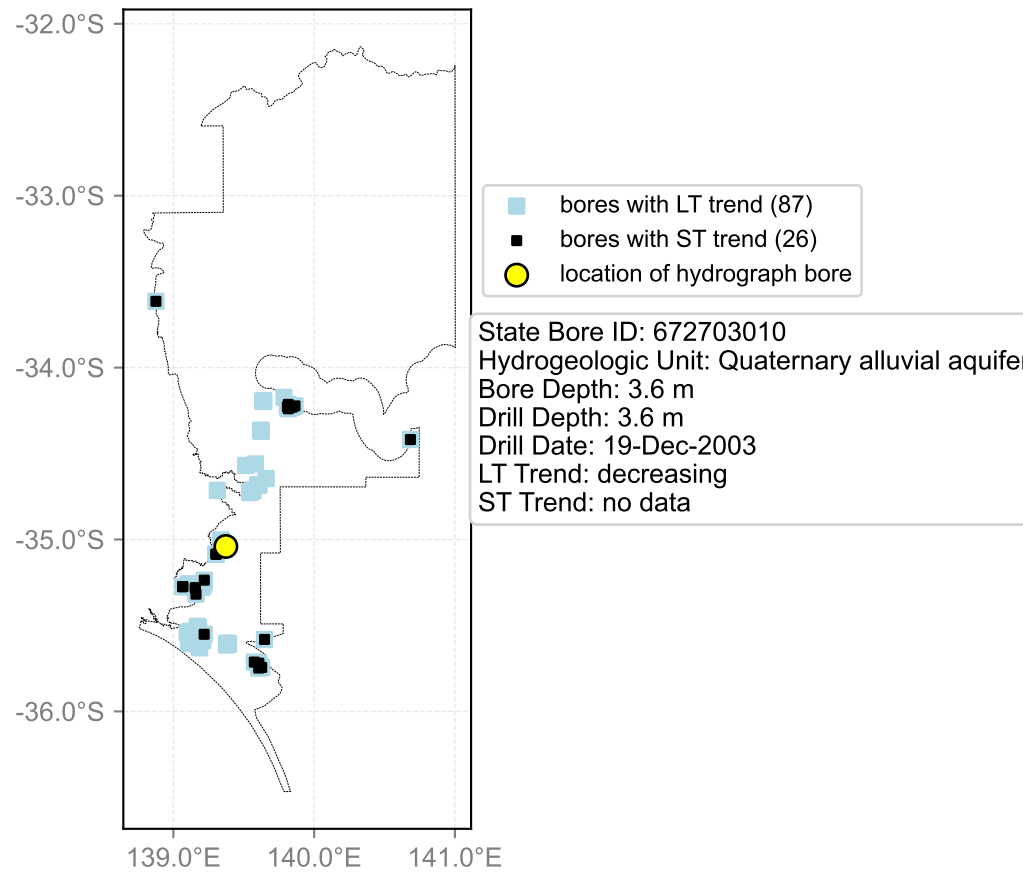 -32.0°S
-33.0°S
-34.0°S
-35.0°S
-36.0°S
139.0°E 140.0°E 141.0°E
bores with LT trend (87)
bores with ST trend (26)
location of hydrograph bore
State Bore ID: 672703010
Hydrogeologic Unit: Quaternary alluvial aquifer
Bore Depth: 3.6 m
Drill Depth: 3.6 m
Drill Date: 19-Dec-2003
LT Trend: decreasing
ST Trend: no data